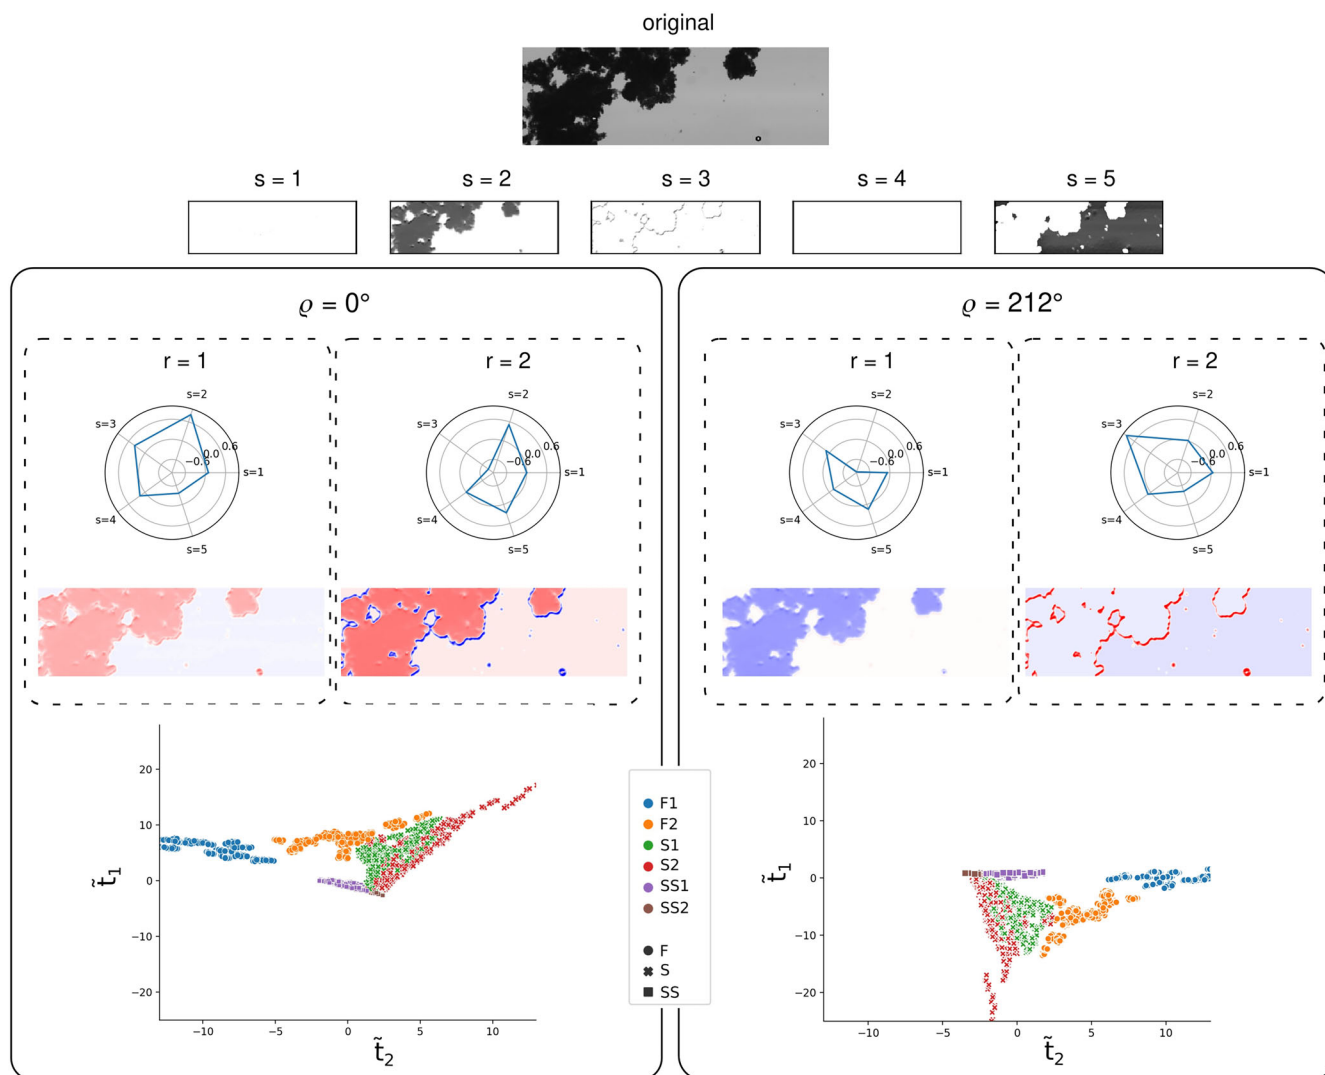 original
s = 1 s = 2 s = 3 s = 4 s = 5
ϱ = 0°
r = 1
s=2
s=3
0.6
0.0
−0.6
s=1
s=4
s=5
r = 2
s=2
s=3
0.6
0.0
−0.6
s=1
s=4
s=5
20
10
0
−10
−20
t̃₁
−10 −5 0 5 10
t̃₂
F1
F2
S1
S2
SS1
SS2
F
S
SS
ϱ = 212°
r = 1
s=2
s=3
0.6
0.0
−0.6
s=1
s=4
s=5
r = 2
s=2
s=3
0.6
0.0
−0.6
s=1
s=4
s=5
20
10
0
−10
−20
t̃₁
−10 −5 0 5 10
t̃₂